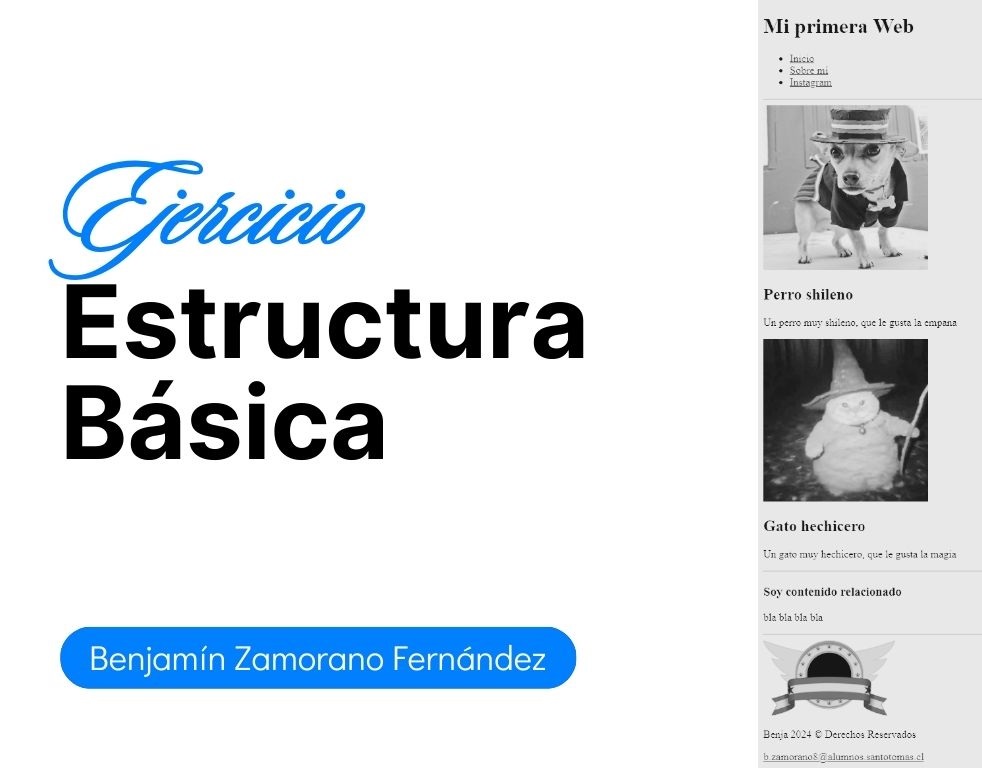 Ejercicio
Estructura
Básica
Benjamín Zamorano Fernández
Mi primera Web
Inicio
Sobre mi
Instagram
Perro shileno
Un perro muy shileno, que le gusta la empana
Gato hechicero
Un gato muy hechicero, que le gusta la magia
Soy contenido relacionado
bla bla bla bla
Benja 2024 © Derechos Reservados
b.zamorano8@alumnos.santotomas.cl